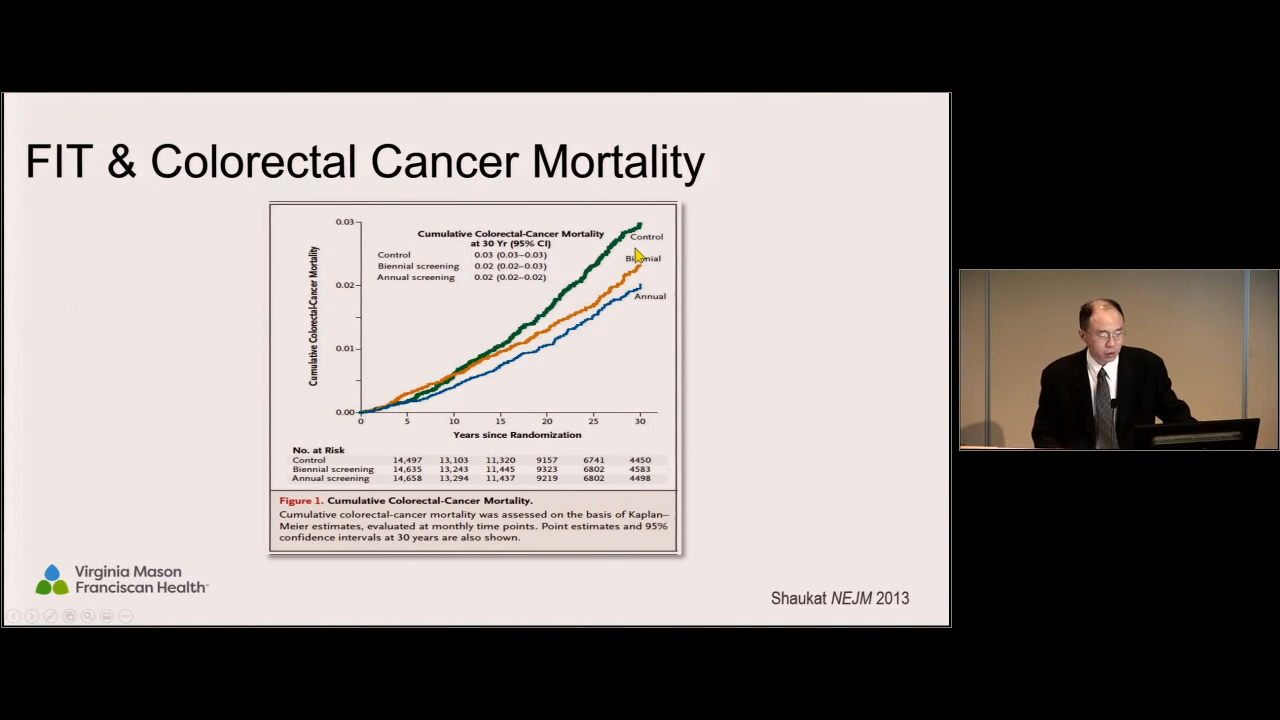 FIT & Colorectal Cancer Mortality
0.03
Cumulative Colorectal-Cancer Mortality
at 30 Yr (95% CI)
Control 0.03 (0.03–0.03)
Biennial screening 0.02 (0.02–0.03)
Annual screening 0.02 (0.02–0.02)
Control
Biennial
Annual
0.02
0.01
0.00
Cumulative Colorectal-Cancer Mortality
0 5 10 15 20 25 30
Years since Randomization
No. at Risk
Control 14,497 13,103 11,320 9157 6741 4450
Biennial screening 14,635 13,243 11,445 9323 6802 4583
Annual screening 14,658 13,294 11,437 9219 6802 4498
Figure 1. Cumulative Colorectal-Cancer Mortality.
Cumulative colorectal-cancer mortality was assessed on the basis of Kaplan–
Meier estimates, evaluated at monthly time points. Point estimates and 95%
confidence intervals at 30 years are also shown.
Virginia Mason
Franciscan Health
Shaukat NEJM 2013